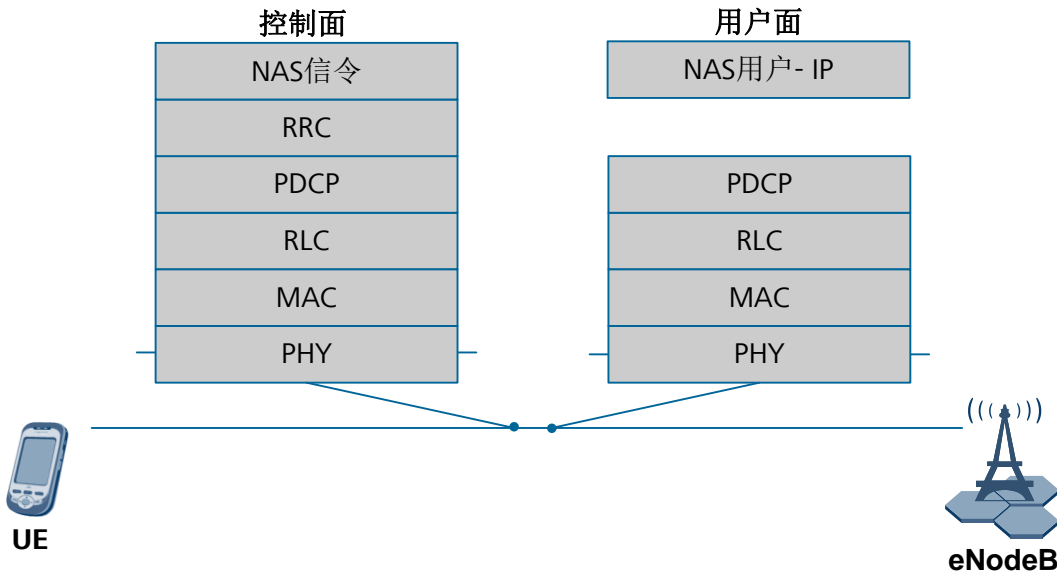 控制面
NAS信令
RRC
PDCP
RLC
MAC
PHY
用户面
NAS用户- IP
PDCP
RLC
MAC
PHY
UE
eNodeB